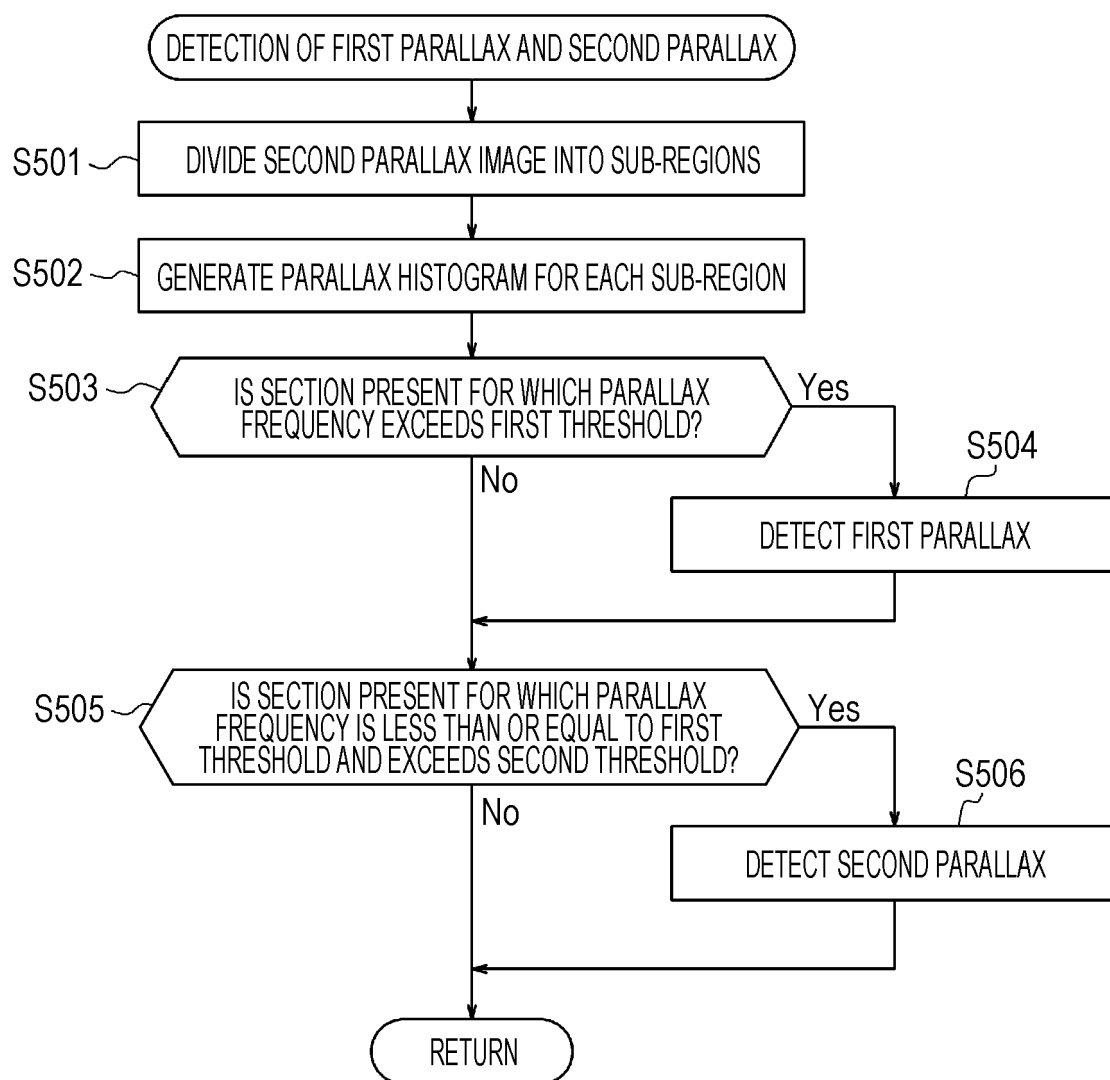 DETECTION OF FIRST PARALLAX AND SECOND PARALLAX
S501
DIVIDE SECOND PARALLAX IMAGE INTO SUB-REGIONS
S502
GENERATE PARALLAX HISTOGRAM FOR EACH SUB-REGION
S503
IS SECTION PRESENT FOR WHICH PARALLAX
FREQUENCY EXCEEDS FIRST THRESHOLD?
Yes
No
S504
DETECT FIRST PARALLAX
S505
IS SECTION PRESENT FOR WHICH PARALLAX
FREQUENCY IS LESS THAN OR EQUAL TO FIRST
THRESHOLD AND EXCEEDS SECOND THRESHOLD?
Yes
No
S506
DETECT SECOND PARALLAX
RETURN